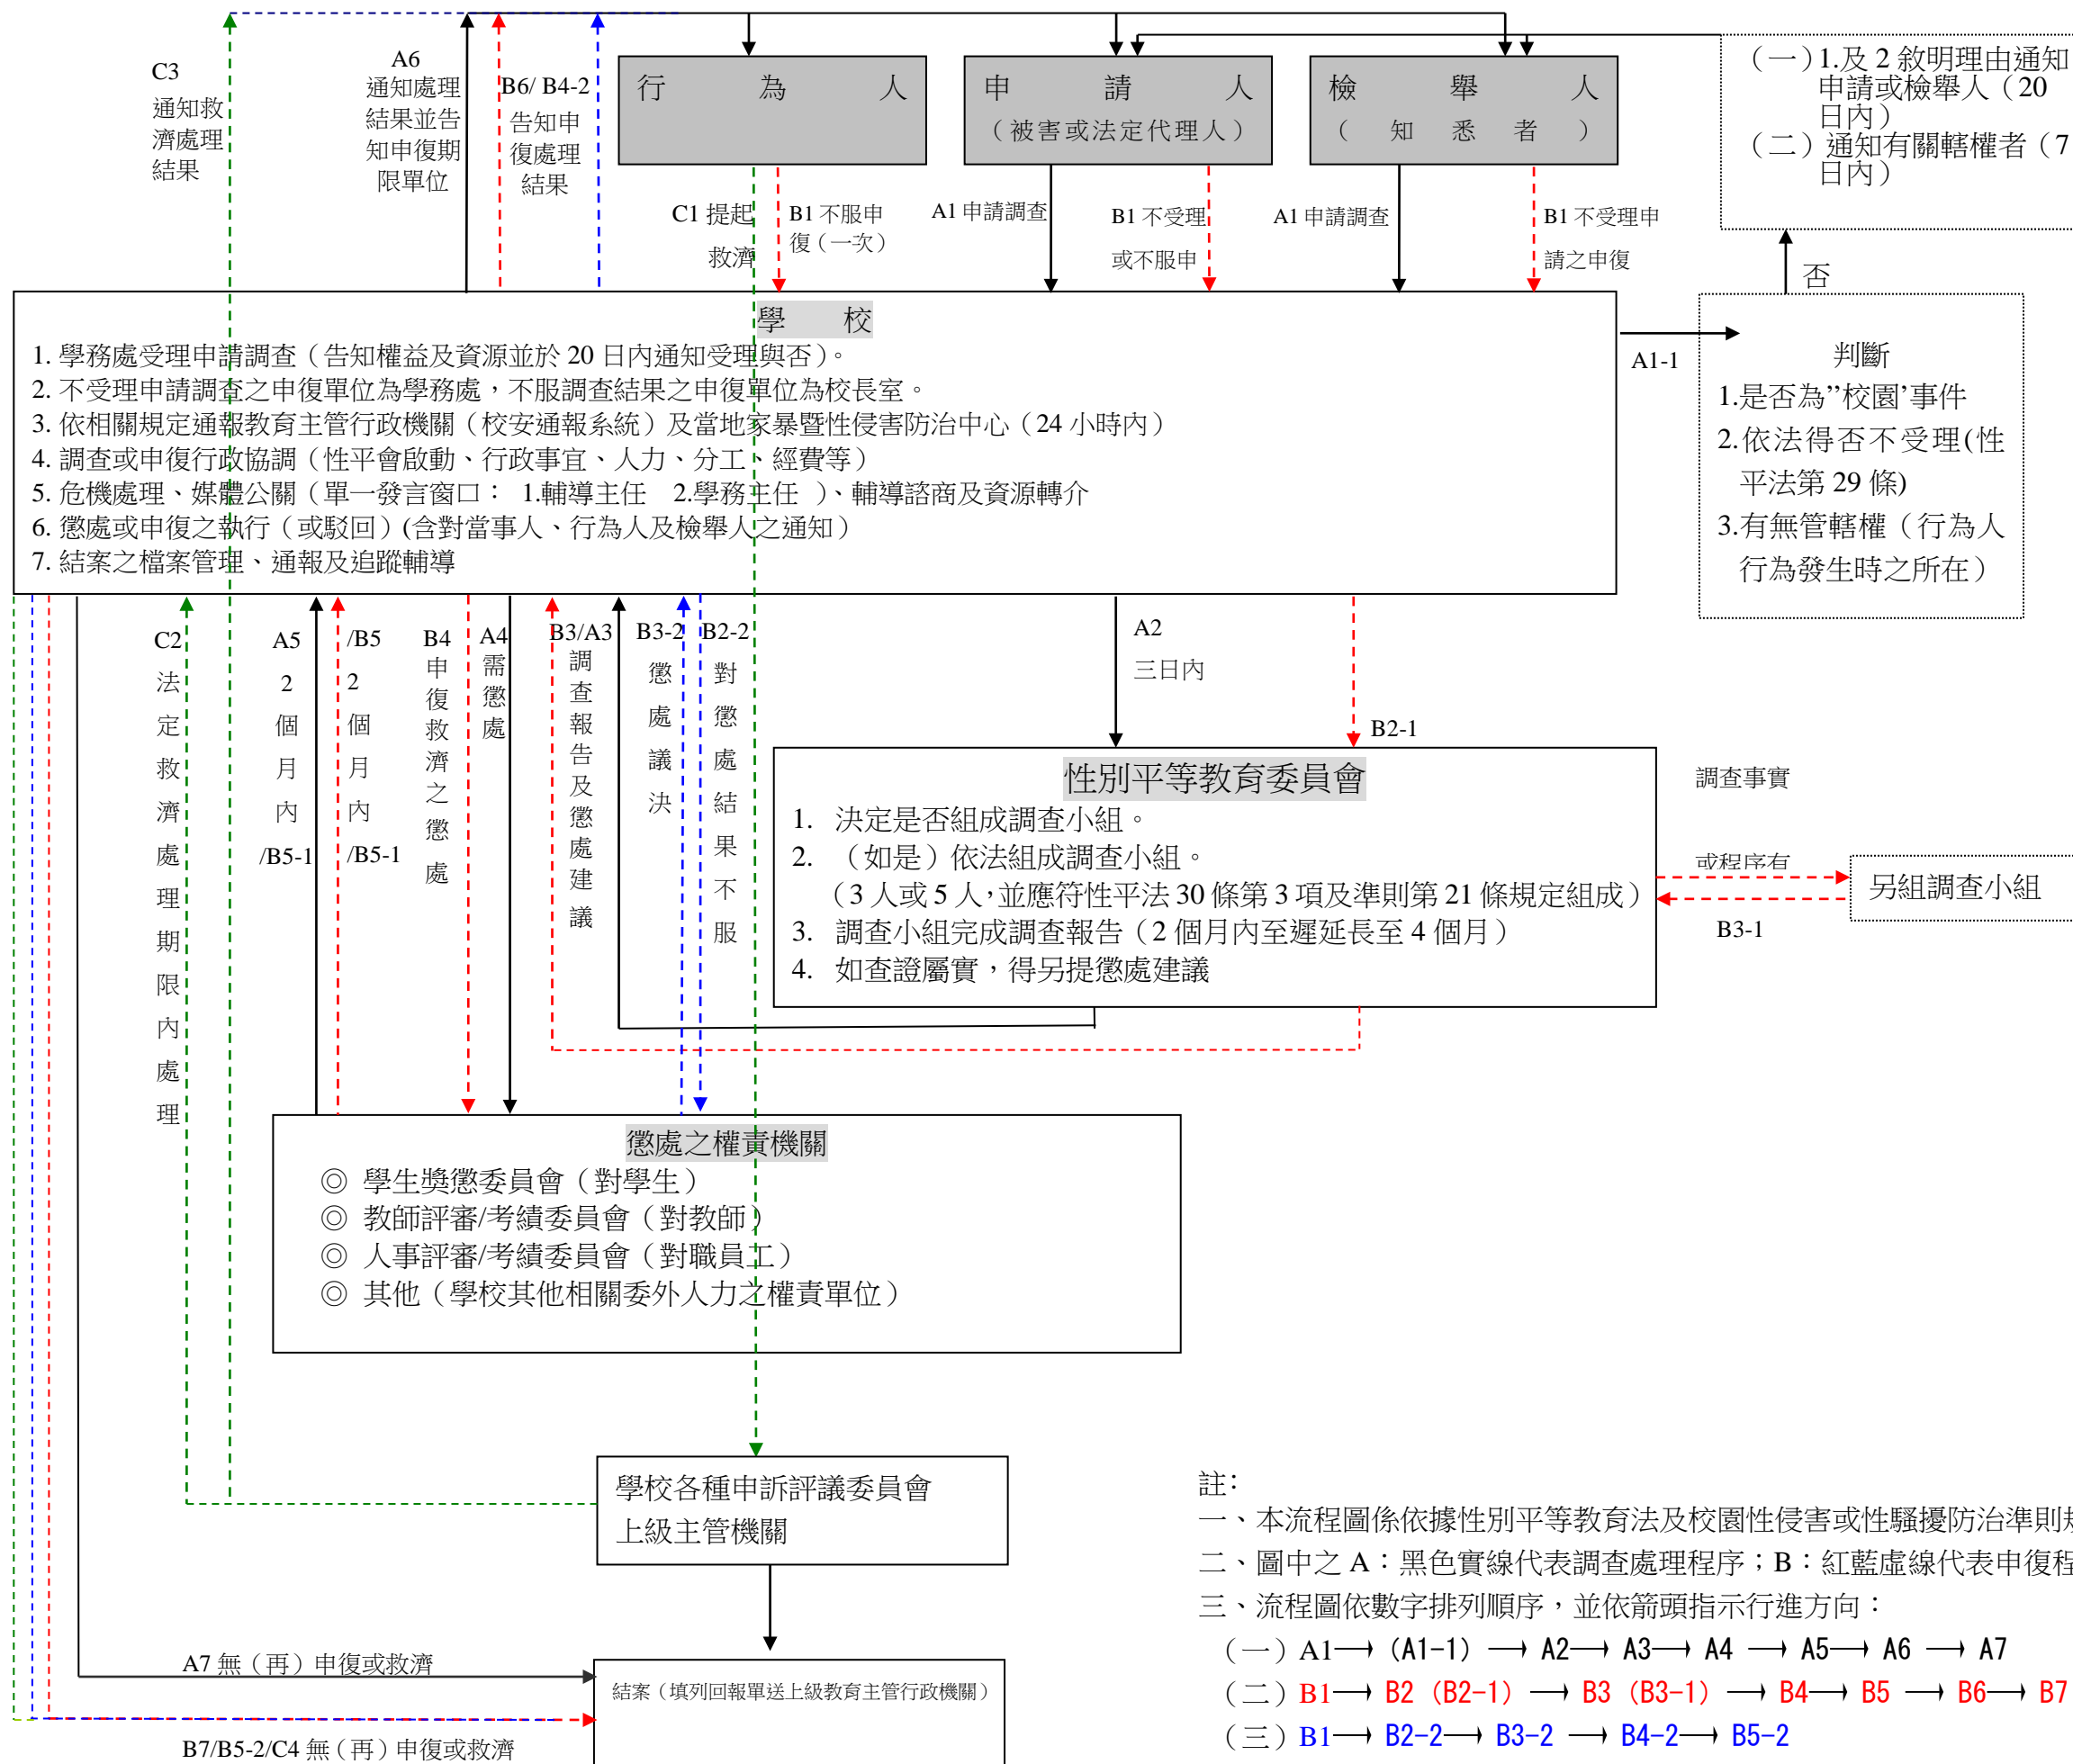 C3
通知救
濟處理
結果
A6
通知處理
結果並告
知申復期
限單位
B6/ B4-2
告知申
復處理
結果
行為人
申請人
（被害或法定代理人）
檢舉人
（知悉者）
（一）1.及 2 敘明理由通知
申請或檢舉人（20
日內）
（二）通知有關轄權者（7
日內）
C1 提起
救濟
B1 不服申
復（一次）
A1 申請調查
B1 不受理
或不服申
A1 申請調查
B1 不受理申
請之申復
否
學校
1. 學務處受理申請調查（告知權益及資源並於 20 日內通知受理與否）。
2. 不受理申請調查之申復單位為學務處，不服調查結果之申復單位為校長室。
3. 依相關規定通報教育主管行政機關（校安通報系統）及當地家暴暨性侵害防治中心（24 小時內）
4. 調查或申復行政協調（性平會啟動、行政事宜、人力、分工、經費等）
5. 危機處理、媒體公關（單一發言窗口： 1.輔導主任 2.學務主任 ）、輔導諮商及資源轉介
6. 懲處或申復之執行（或駁回）(含對當事人、行為人及檢舉人之通知）
7. 結案之檔案管理、通報及追蹤輔導
A1-1
判斷
1.是否為”校園’事件
2.依法得否不受理(性
平法第 29 條)
3.有無管轄權（行為人
行為發生時之所在）
C2
法定救濟處理期限內處理
A5
2個月內
/B5-1
/B5
2個月內
/B5-1
B4
申復救濟之懲處
A4
需懲處
B3/A3
調查報告及懲處建議
B3-2
懲處議決
B2-2
對懲處結果不服
A2
三日內
B2-1
性別平等教育委員會
1. 決定是否組成調查小組。
2. （如是）依法組成調查小組。
（3 人或 5 人，並應符性平法 30 條第 3 項及準則第 21 條規定組成）
3. 調查小組完成調查報告（2 個月內至遲延長至 4 個月）
4. 如查證屬實，得另提懲處建議
調查事實
或程序有
另組調查小組
B3-1
懲處之權責機關
◎ 學生獎懲委員會（對學生）
◎ 教師評審/考績委員會（對教師）
◎ 人事評審/考績委員會（對職員工）
◎ 其他（學校其他相關委外人力之權責單位）
學校各種申訴評議委員會
上級主管機關
A7 無（再）申復或救濟
結案（填列回報單送上級教育主管行政機關）
B7/B5-2/C4 無（再）申復或救濟
註：
一、本流程圖係依據性別平等教育法及校園性侵害或性騷擾防治準則
二、圖中之 A：黑色實線代表調查處理程序；B：紅藍虛線代表申復程
三、流程圖依數字排列順序，並依箭頭指示行進方向：
（一）A1→ (A1-1) → A2→ A3→ A4 → A5→ A6 → A7
（二）B1→ B2 (B2-1) → B3 (B3-1) → B4→ B5 → B6→ B7
（三）B1→ B2-2→ B3-2 → B4-2→ B5-2